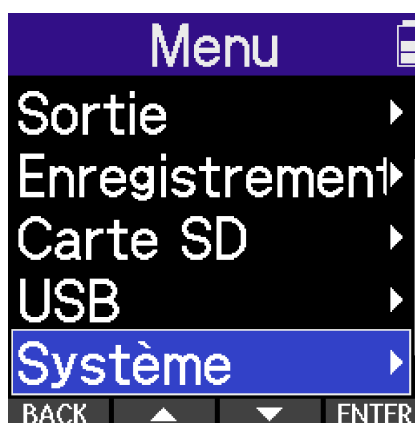 Menu
Sortie
Enregistrement
Carte SD
USB
Système
BACK ENTER